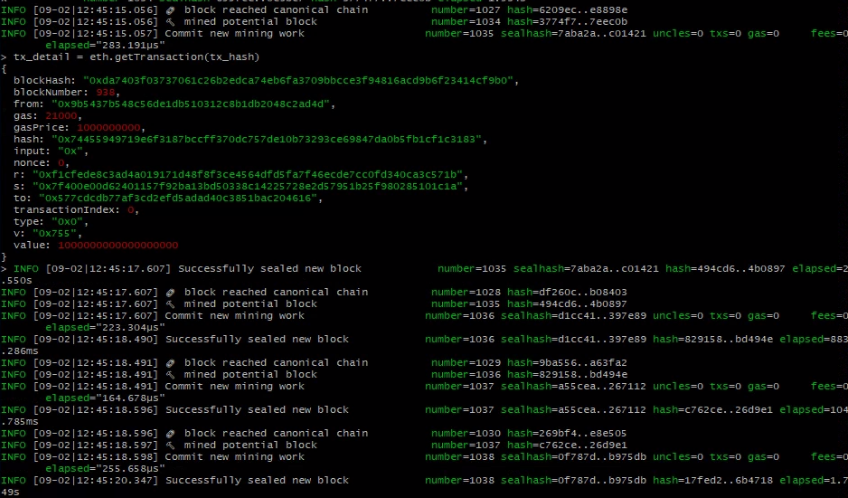 INFO [09-02|12:45:15.056] 🔗 block reached canonical chain number=1027 hash=6209ec..e8898e
INFO [09-02|12:45:15.056] 🔨 mined potential block number=1034 hash=3774f7..7eec0b
INFO [09-02|12:45:15.057] Commit new mining work number=1035 sealhash=7aba2a..c01421 uncles=0 txs=0 gas=0 fees=0
elapsed="283.191µs"
> tx_detail = eth.getTransaction(tx_hash)
{
blockHash: "0xda7403f03737061c26b2edca74eb6fa3709bbcce3f94816acd9b6f23414cf9b0",
blockNumber: 938,
from: "0x9b5437b548c56de1db510312c8b1db2048c2ad4d",
gas: 21000,
gasPrice: 1000000000,
hash: "0x74455949719e6f3187bccff370dc757de10b73293ce69847da0b5fb1cf1c3183",
input: "0x",
nonce: 0,
r: "0xf1cfede8c3ad4a019171d48f8f3ce4564dfd5fa7f46ecde7cc0fd340ca3c571b",
s: "0x7f400e00d62401157f92ba13bd50338c14225728e2d57951b25f980285101c1a",
to: "0x577cdcdb77af3cd2efd5adad40c3851bac204616",
transactionIndex: 0,
type: "0x0",
v: "0x755",
value: 1000000000000000000
}
> INFO [09-02|12:45:17.607] Successfully sealed new block number=1035 sealhash=7aba2a..c01421 hash=494cd6..4b0897 elapsed=2
.550s
INFO [09-02|12:45:17.607] 🔗 block reached canonical chain number=1028 hash=df260c..b08403
INFO [09-02|12:45:17.607] 🔨 mined potential block number=1035 hash=494cd6..4b0897
INFO [09-02|12:45:17.607] Commit new mining work number=1036 sealhash=d1cc41..397e89 uncles=0 txs=0 gas=0 fees=0
elapsed="223.304µs"
INFO [09-02|12:45:18.490] Successfully sealed new block number=1036 sealhash=d1cc41..397e89 hash=829158..bd494e elapsed=883
.286ms
INFO [09-02|12:45:18.491] 🔗 block reached canonical chain number=1029 hash=9ba556..a63fa2
INFO [09-02|12:45:18.491] 🔨 mined potential block number=1036 hash=829158..bd494e
INFO [09-02|12:45:18.491] Commit new mining work number=1037 sealhash=a55cea..267112 uncles=0 txs=0 gas=0 fees=0
elapsed="164.678µs"
INFO [09-02|12:45:18.596] Successfully sealed new block number=1037 sealhash=a55cea..267112 hash=c762ce..26d9e1 elapsed=104
.785ms
INFO [09-02|12:45:18.596] 🔗 block reached canonical chain number=1030 hash=269bf4..e8e505
INFO [09-02|12:45:18.597] 🔨 mined potential block number=1037 hash=c762ce..26d9e1
INFO [09-02|12:45:18.598] Commit new mining work number=1038 sealhash=0f787d..b975db uncles=0 txs=0 gas=0 fees=0
elapsed="255.658µs"
INFO [09-02|12:45:20.347] Successfully sealed new block number=1038 sealhash=0f787d..b975db hash=17fed2..6b4718 elapsed=1.7
49s